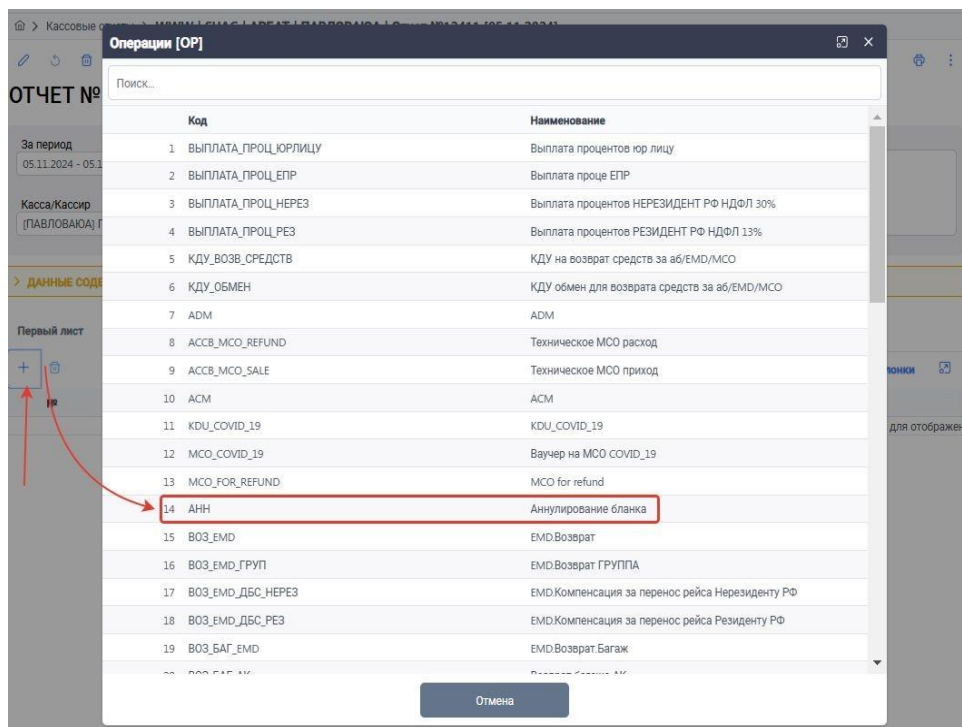 Кассовые
Операции [OP]
ОТЧЕТ №
Поиск...
Код Наименование
За период
05.11.2024 - 05.1
Касса/Кассир
[ПАВЛОВАЮА] Г
1 ВЫПЛАТА_ПРОЦ_ЮРЛИЦУ Выплата процентов юр лицу
2 ВЫПЛАТА_ПРОЦ_ЕПР Выплата проце ЕПР
3 ВЫПЛАТА_ПРОЦ_НЕРЕЗ Выплата процентов НЕРЕЗИДЕНТ РФ НДФЛ 30%
4 ВЫПЛАТА_ПРОЦ_РЕЗ Выплата процентов РЕЗИДЕНТ РФ НДФЛ 13%
5 КДУ_ВОЗВ_СРЕДСТВ КДУ на возврат средств за аб/EMD/МСО
6 КДУ_ОБМЕН КДУ обмен для возврата средств за аб/EMD/МСО
ДАННЫЕ СОДЕ
7 ADM ADM
8 ACCB_MCO_REFUND Техническое МСО расход
Первый лист
9 ACCB_MCO_SALE Техническое МСО приход
лонки
10 ACM ACM
№
11 KDU_COVID_19 KDU_COVID_19
для отображен
12 MCO_COVID_19 Ваучер на МСО COVID_19
13 MCO_FOR_REFUND MCO for refund
14 АНН Аннулирование бланка
15 ВОЗ_EMD EMD.Возврат
16 ВОЗ_EMD_ГРУП EMD.Возврат ГРУППА
17 ВОЗ_EMD_ДБС_НЕРЕЗ EMD.Компенсация за перенос рейса Нерезиденту РФ
18 ВОЗ_EMD_ДБС_РЕЗ EMD.Компенсация за перенос рейса Резиденту РФ
19 ВОЗ_БАГ_EMD EMD.Возврат.Багаж
Отмена